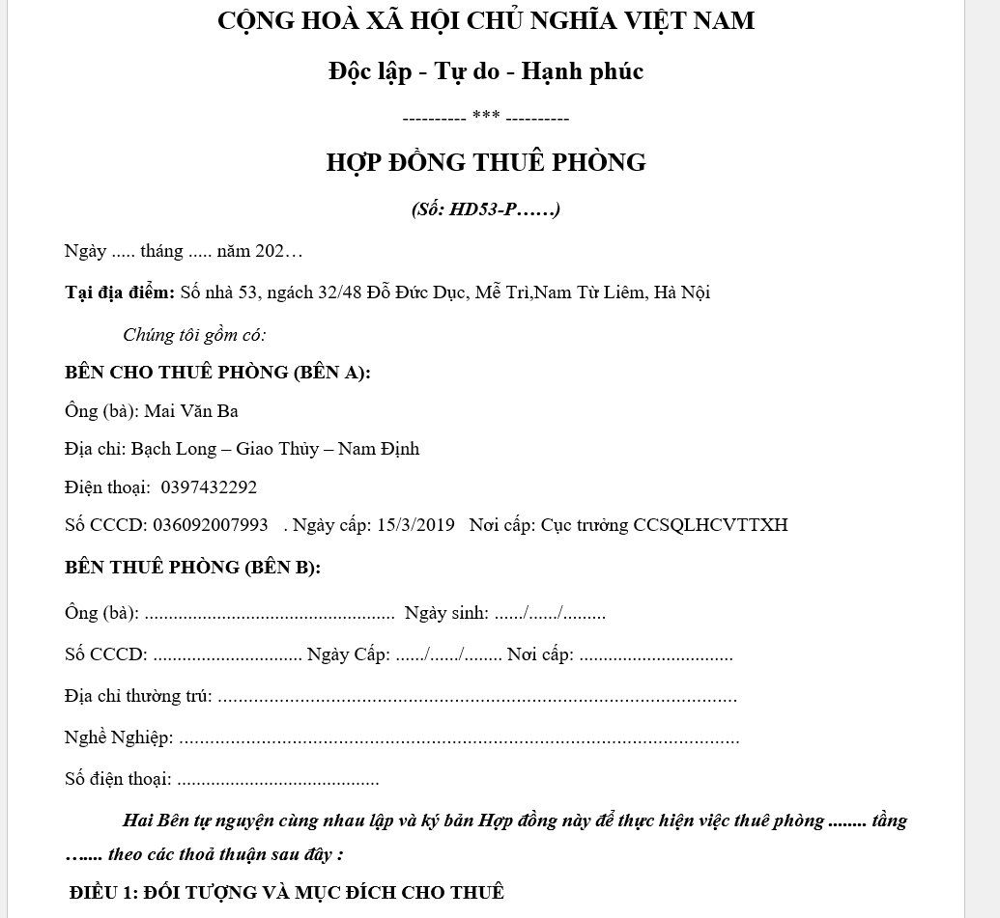 CỘNG HOÀ XÃ HỘI CHỦ NGHĨA VIỆT NAM
Độc lập - Tự do - Hạnh phúc
---------- *** ----------
HỢP ĐỒNG THUÊ PHÒNG
(Số: HD53-P……)
Ngày ..... tháng ..... năm 202…
Tại địa điểm: Số nhà 53, ngách 32/48 Đỗ Đức Dục, Mễ Trì,Nam Từ Liêm, Hà Nội
Chúng tôi gồm có:
BÊN CHO THUÊ PHÒNG (BÊN A):
Ông (bà): Mai Văn Ba
Địa chỉ: Bạch Long – Giao Thủy – Nam Định
Điện thoại:  0397432292
Số CCCD: 036092007993   . Ngày cấp: 15/3/2019   Nơi cấp: Cục trưởng CCSQLHCVTTXH
BÊN THUÊ PHÒNG (BÊN B):
Ông (bà): ....................................................  Ngày sinh: ....../....../.........
Số CCCD: ............................... Ngày Cấp: ....../....../........ Nơi cấp: ................................
Địa chỉ thường trú: ....................................................................................................
Nghề Nghiệp: ............................................................................................................
Số điện thoại: ..........................................
Hai Bên tự nguyện cùng nhau lập và ký bản Hợp đồng này để thực hiện việc thuê phòng ........ tầng
…..... theo các thoả thuận sau đây :
ĐIỀU 1: ĐỐI TƯỢNG VÀ MỤC ĐÍCH CHO THUÊ